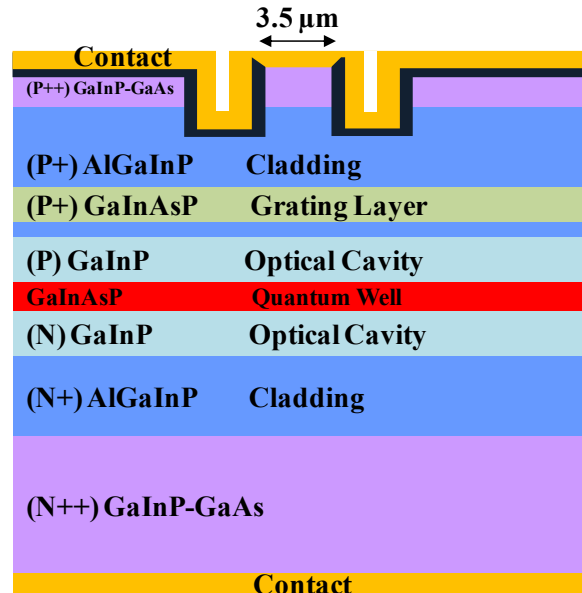 3.5 µm
Contact
(P++) GaInP-GaAs
(P+) AlGaInP Cladding
(P+) GaInAsP Grating Layer
(P) GaInP Optical Cavity
GaInAsP Quantum Well
(N) GaInP Optical Cavity
(N+) AlGaInP Cladding
(N++) GaInP-GaAs
Contact